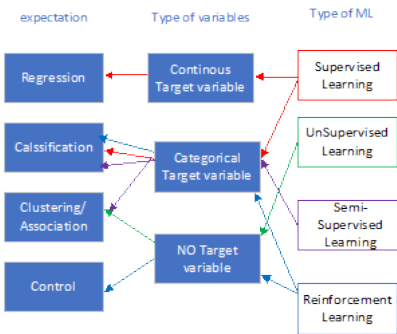 expectation
Type of variables
Type of ML
Regression
Continous
Target variable
Supervised
Learning
Calssification
Categorical
Target variable
UnSupervised
Learning
Clustering/
Association
NO Target
variable
Semi-
Supervised
Learning
Control
Reinforcement
Learning